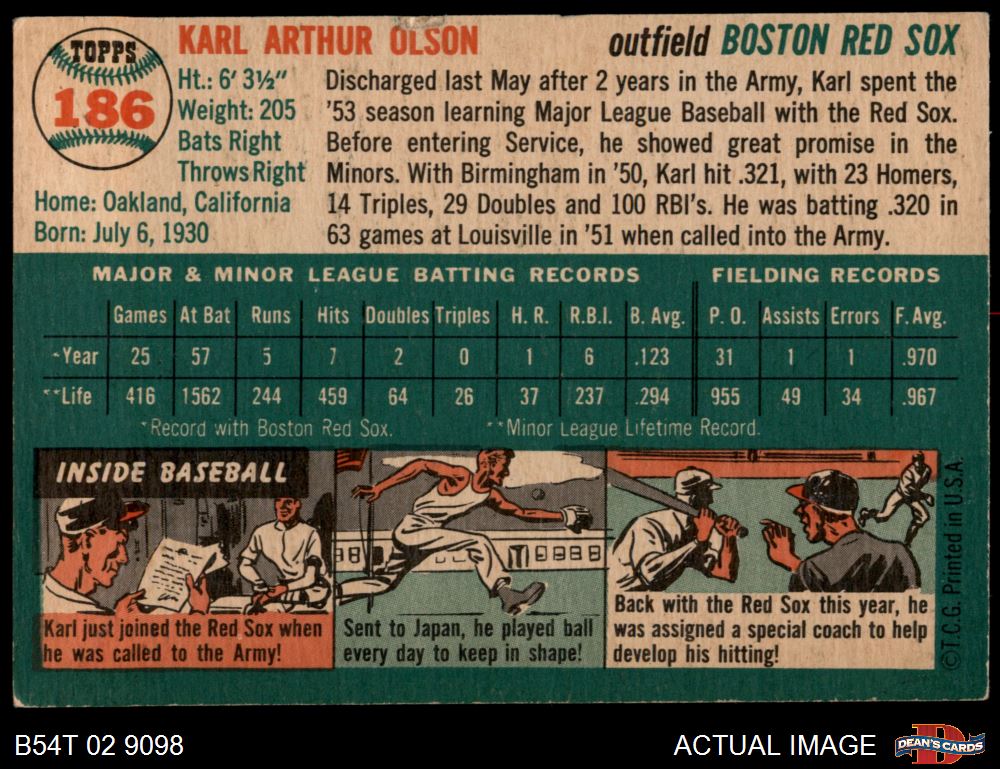 TOPPS
186
KARL ARTHUR OLSON
outfield BOSTON RED SOX
Ht.: 6' 3½"
Weight: 205
Bats Right
Throws Right
Home: Oakland, California
Born: July 6, 1930
Discharged last May after 2 years in the Army, Karl spent the
'53 season learning Major League Baseball with the Red Sox.
Before entering Service, he showed great promise in the
Minors. With Birmingham in '50, Karl hit .321, with 23 Homers,
14 Triples, 29 Doubles and 100 RBI's. He was batting .320 in
63 games at Louisville in '51 when called into the Army.
MAJOR & MINOR LEAGUE BATTING RECORDS FIELDING RECORDS
Games At Bat Runs Hits Doubles Triples H. R. R.B.I. B. Avg. P. O. Assists Errors F. Avg.
*Year 25 57 5 7 2 0 1 6 .123 31 1 1 .970
**Life 416 1562 244 459 64 26 37 237 .294 955 49 34 .967
*Record with Boston Red Sox. **Minor League Lifetime Record.
INSIDE BASEBALL
Karl just joined the Red Sox when
he was called to the Army!
Sent to Japan, he played ball
every day to keep in shape!
Back with the Red Sox this year, he
was assigned a special coach to help
develop his hitting!
©T.C.G. Printed in U.S.A.
B54T 02 9098
ACTUAL IMAGE
DEAN'S CARDS